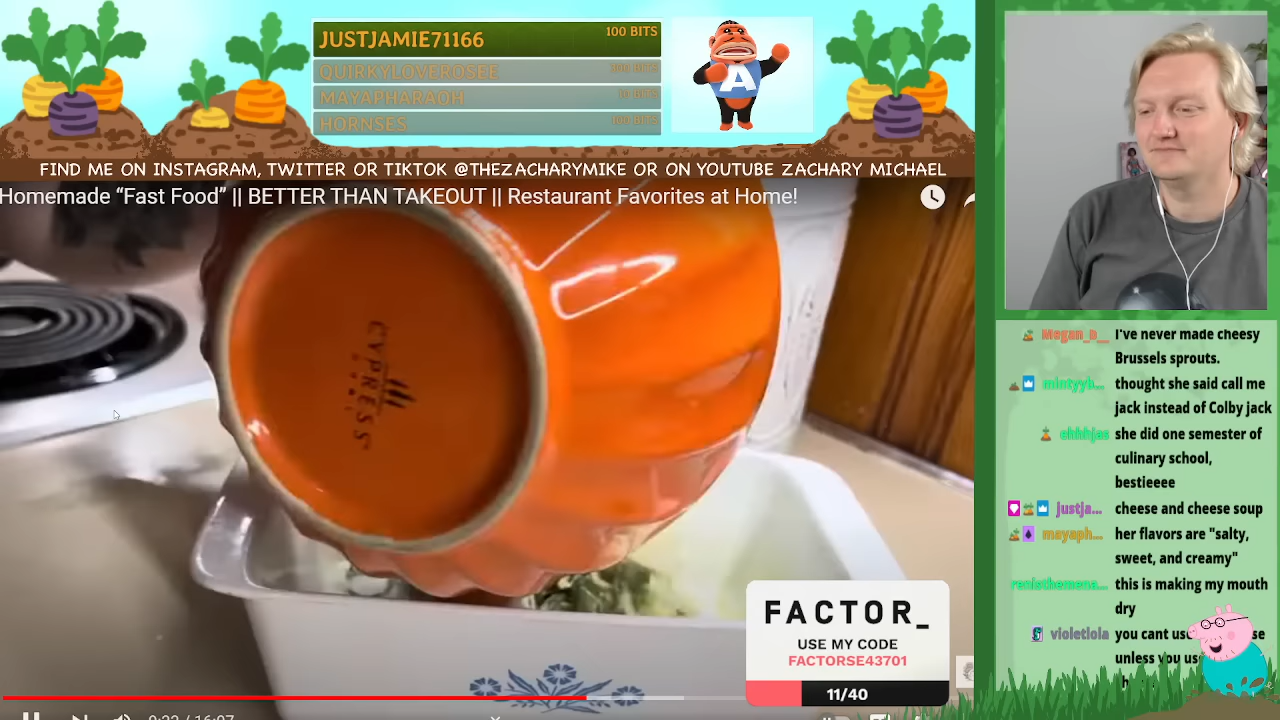 JUSTJAMIE71166 100 BITS
QUIRKYLOVEROSEE
MAYAPHARAOH
HORNSES 100 BITS
A
FIND ME ON INSTAGRAM, TWITTER OR TIKTOK @THEZACHARYMIKE OR ON YOUTUBE ZACHARY MICHAEL
Homemade “Fast Food” || BETTER THAN TAKEOUT || Restaurant Favorites at Home!
CYPRESS
FACTOR_
USE MY CODE
FACTORSE43701
11/40
Megan_b__ I've never made cheesy
Brussels sprouts.
mintyyb... thought she said call me
jack instead of Colby jack
ohhhjas she did one semester of
culinary school,
bestieeee
justja... cheese and cheese soup
mayaph... her flavors are "salty,
sweet, and creamy"
renisthemena... this is making my mouth
dry
violetlola you cant
unless you